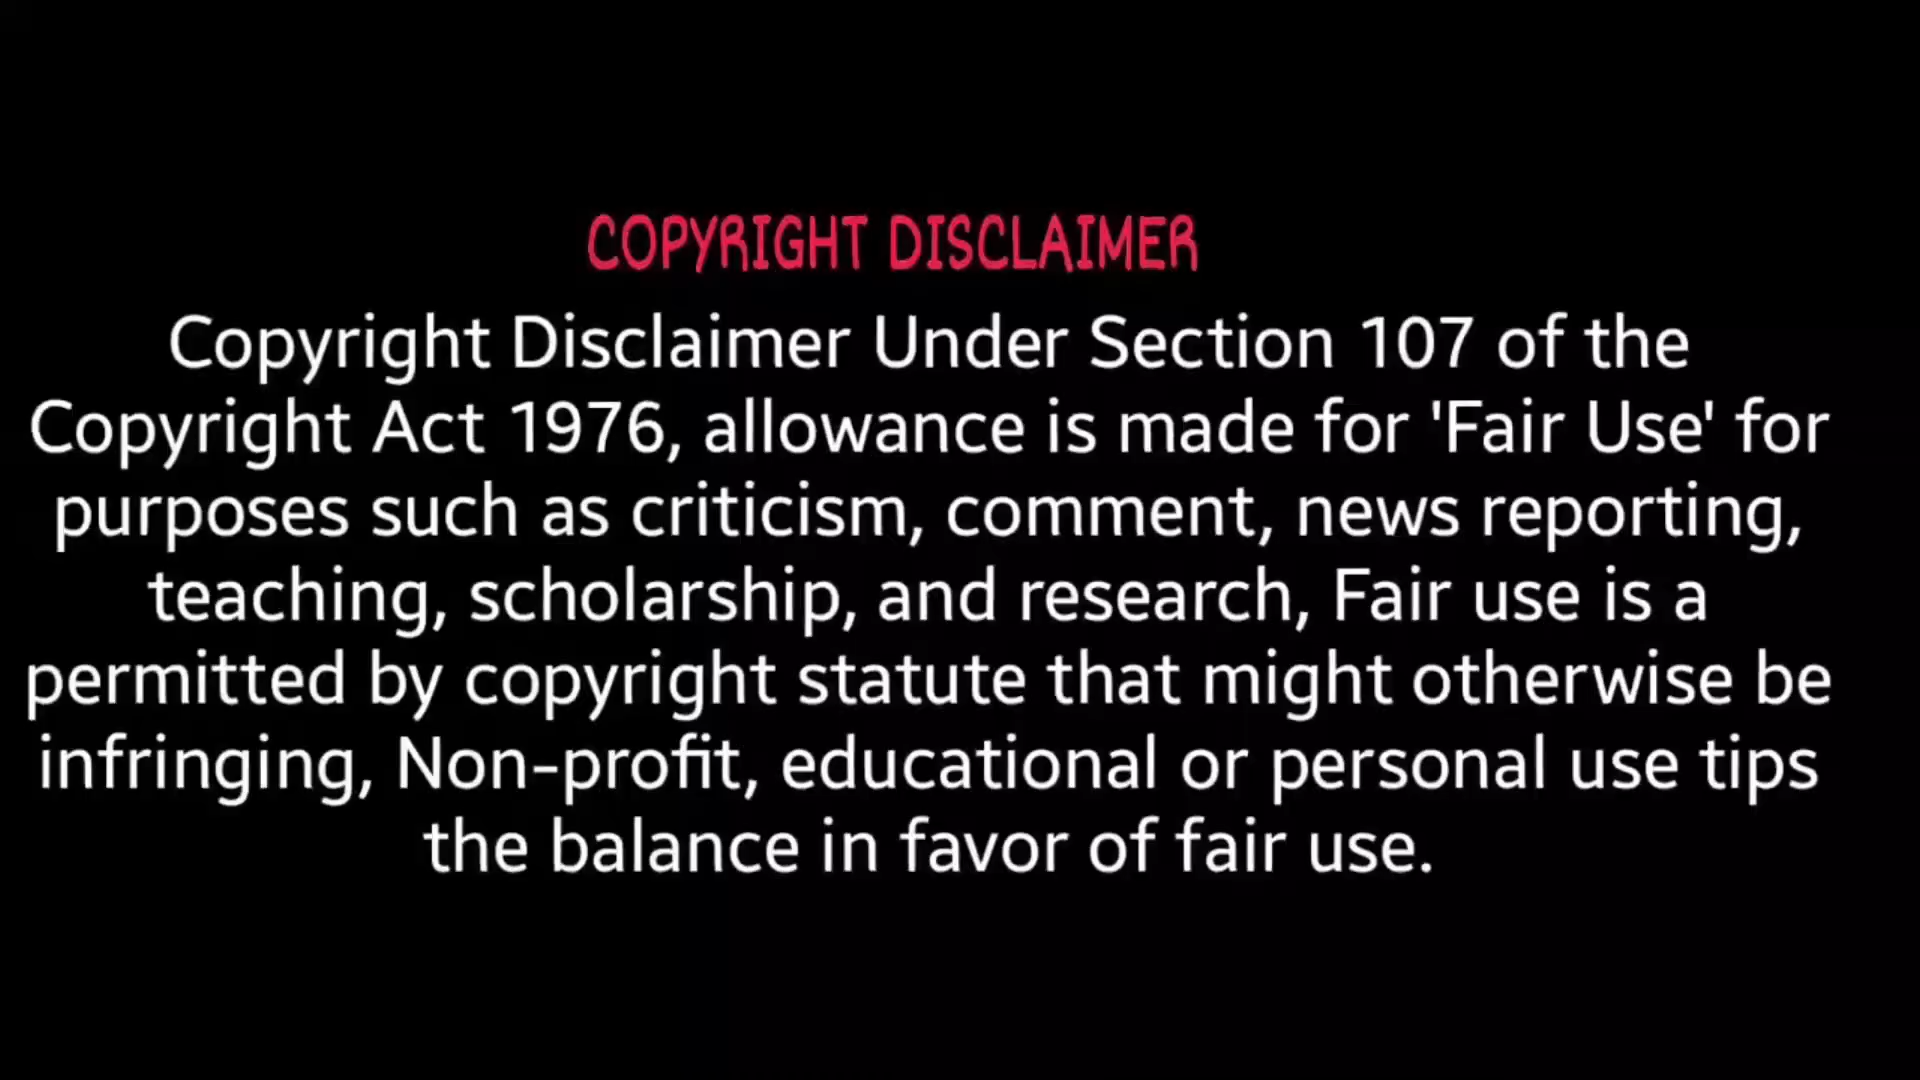 COPYRIGHT DISCLAIMER
Copyright Disclaimer Under Section 107 of the
Copyright Act 1976, allowance is made for 'Fair Use' for
purposes such as criticism, comment, news reporting,
teaching, scholarship, and research, Fair use is a
permitted by copyright statute that might otherwise be
infringing, Non-profit, educational or personal use tips
the balance in favor of fair use.